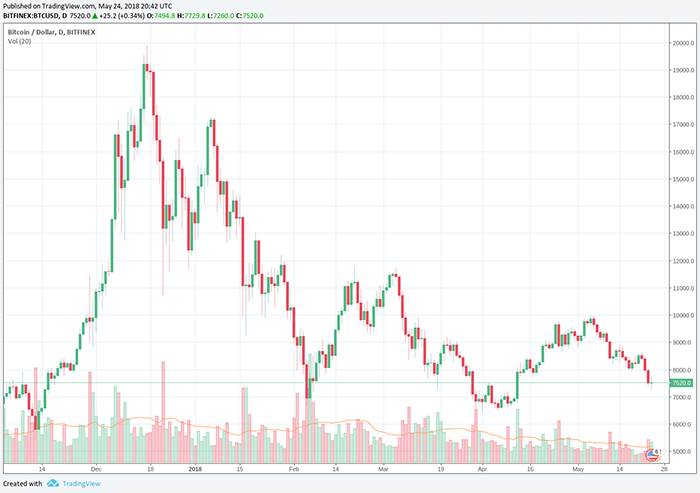 Published on TradingView.com, May 24, 2018 20:42 UTC
BITFINEX:BTCUSD, D 7520.0 ▲ +25.2 (+0.34%) O:7494.8 H:7729.8 L:7260.0 C:7520.0
Bitcoin / Dollar, D, BITFINEX
Vol (20)
20000.0
19000.0
18000.0
17000.0
16000.0
15000.0
14000.0
13000.0
12000.0
11000.0
10000.0
9000.0
8000.0
7520.0
7000.0
6000.0
5000.0
14 Dec 18 2018 15 Feb 14 Mar 19 Apr 16 May 14 28
Created with TradingView